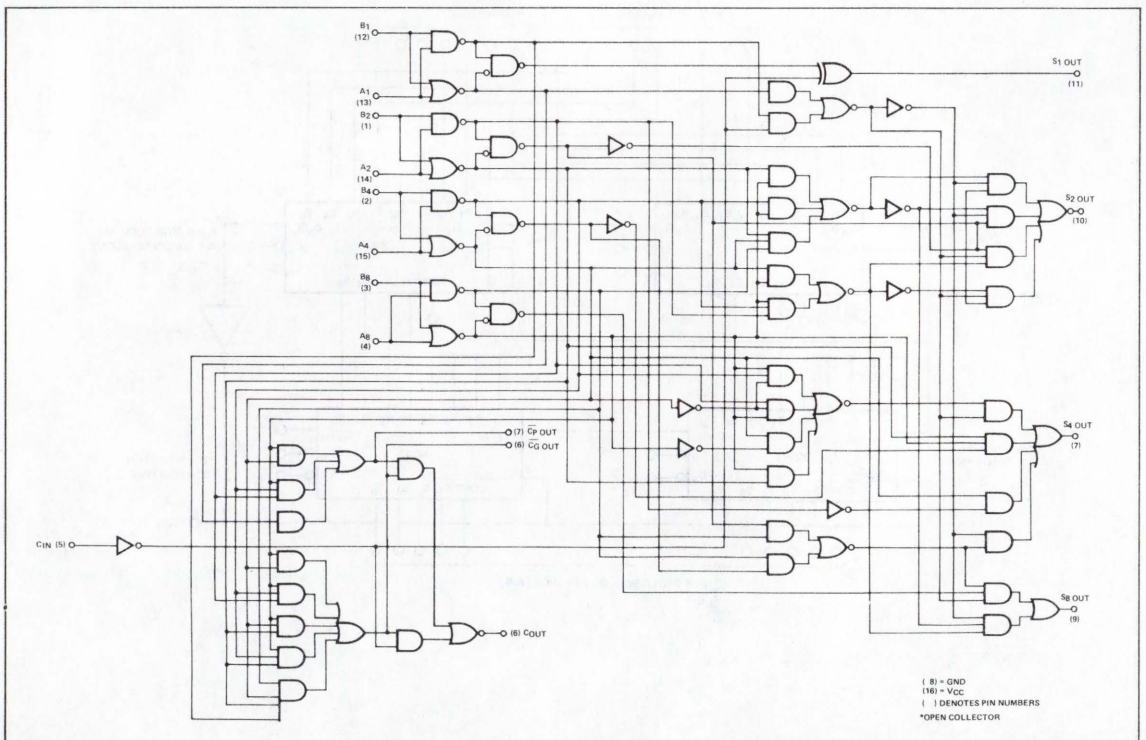 B1
(12)
A1
(13)
B2
(1)
A2
(14)
B4
(2)
A4
(15)
B8
(3)
A8
(4)
S1 OUT
(11)
S2 OUT
(10)
S4 OUT
(7)
S8 OUT
(9)
(7) CP OUT
(6) CG OUT
CIN (5)
(6) COUT
( 8) = GND
(16) = VCC
( ) DENOTES PIN NUMBERS
*OPEN COLLECTOR